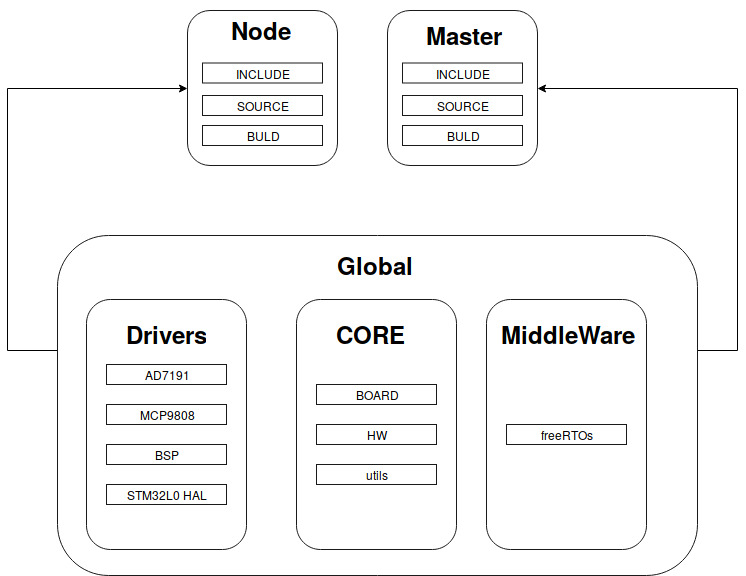 Node
INCLUDE
SOURCE
BULD
Master
INCLUDE
SOURCE
BULD
Global
Drivers
AD7191
MCP9808
BSP
STM32L0 HAL
CORE
BOARD
HW
utils
MiddleWare
freeRTOs